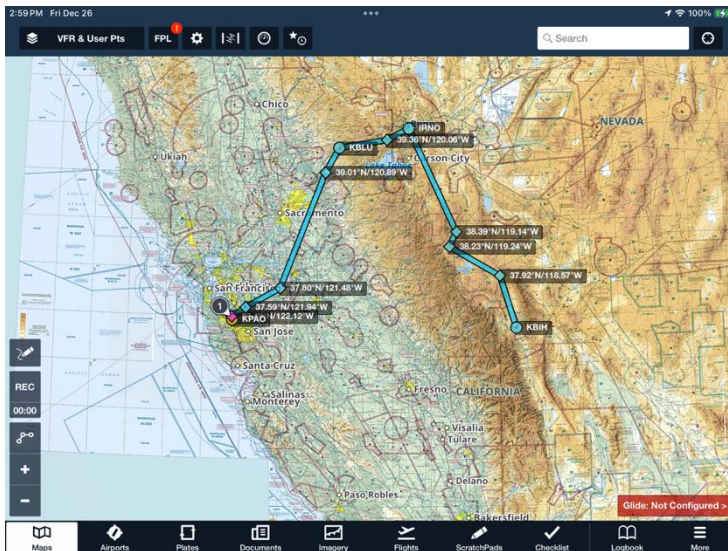 2:59 PM Fri Dec 26
100%
VFR & User Pts
FPL
!
Search
Chico
Ukiah
NEVADA
IRNO
39.36°N/120.06°W
KBLU
Lake Tahoe
Carson City
39.01°N/120.89°W
Sacramento
38.39°N/119.14°W
38.23°N/119.24°W
37.92°N/118.57°W
37.80°N/121.48°W
San Francisco
37.59°N/121.94°W
1
N/122.12°W
KPAO
San Jose
KBIH
Santa Cruz
REC
00:00
Fresno
CALIFORNIA
Salinas
Monterey
Visalia
Tulare
Delano
Paso Robles
Bakersfield
Glide: Not Configured >
Maps
Airports
Plates
Documents
Imagery
Flights
ScratchPads
Checklist
Logbook
More